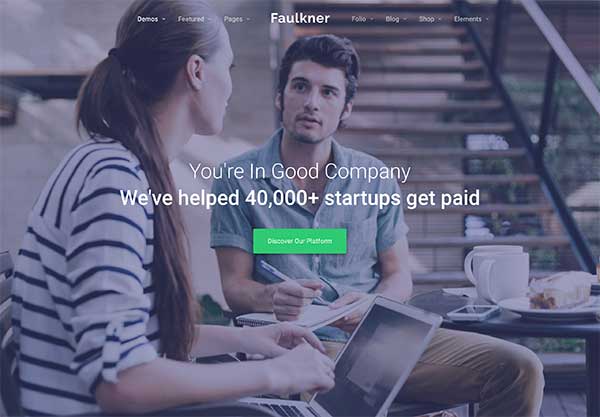 Demos Featured Pages Faulkner Folio Blog Shop Elements
You're In Good Company
We've helped 40,000+ startups get paid
Discover Our Platform